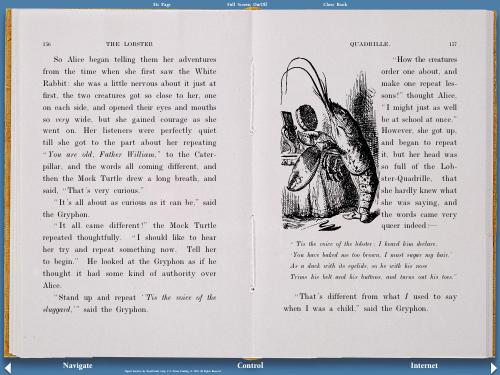 1st Page Full Screen On/Off Close Book
156 THE LOBSTER
So Alice began telling them her adventures
from the time when she first saw the White
Rabbit: she was a little nervous about it just at
first, the two creatures got so close to her, one
on each side, and opened their eyes and mouths
so very wide, but she gained courage as she
went on. Her listeners were perfectly quiet
till she got to the part about her repeating
"You are old, Father William," to the Cater-
pillar, and the words all coming different, and
then the Mock Turtle drew a long breath, and
said, "That's very curious."
"It's all about as curious as it can be," said
the Gryphon.
"It all came different!" the Mock Turtle
repeated thoughtfully. "I should like to hear
her try and repeat something now. Tell her
to begin." He looked at the Gryphon as if he
thought it had some kind of authority over
Alice.
"Stand up and repeat 'Tis the voice of the
sluggard,'" said the Gryphon.
QUADRILLE. 157
"How the creatures
order one about, and
make one repeat les-
sons!" thought Alice,
"I might just as well
be at school at once."
However, she got up,
and began to repeat
it, but her head was
so full of the Lob-
ster-Quadrille, that
she hardly knew what
she was saying, and
the words came very
queer indeed:—
"'Tis the voice of the lobster; I heard him declare,
'You have baked me too brown, I must sugar my hair.'
As a duck with its eyelids, so he with his nose
Trims his belt and his buttons, and turns out his toes."
"That's different from what I used to say
when I was a child," said the Gryphon.
Navigate Control Internet